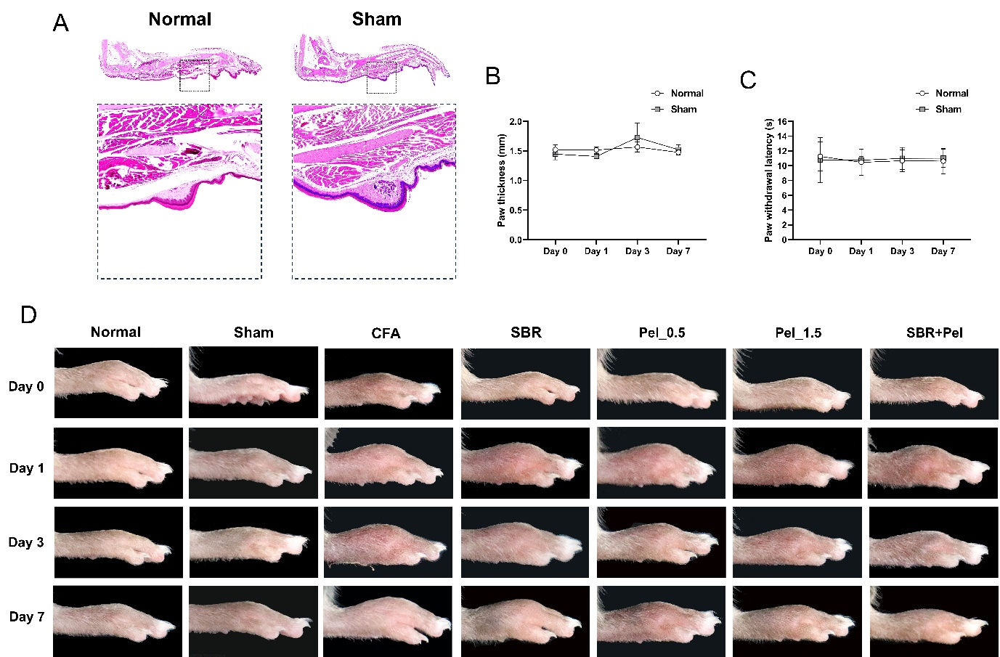 A
Normal
Sham
B
Normal
Sham
Paw thickness (mm)
2.0
1.5
1.0
0.5
0.0
Day 0
Day 1
Day 3
Day 7
C
Normal
Sham
Paw withdrawal latency (s)
16
14
12
10
8
6
4
2
0
Day 0
Day 1
Day 3
Day 7
D
Normal
Sham
CFA
SBR
Pel_0.5
Pel_1.5
SBR+Pel
Day 0
Day 1
Day 3
Day 7